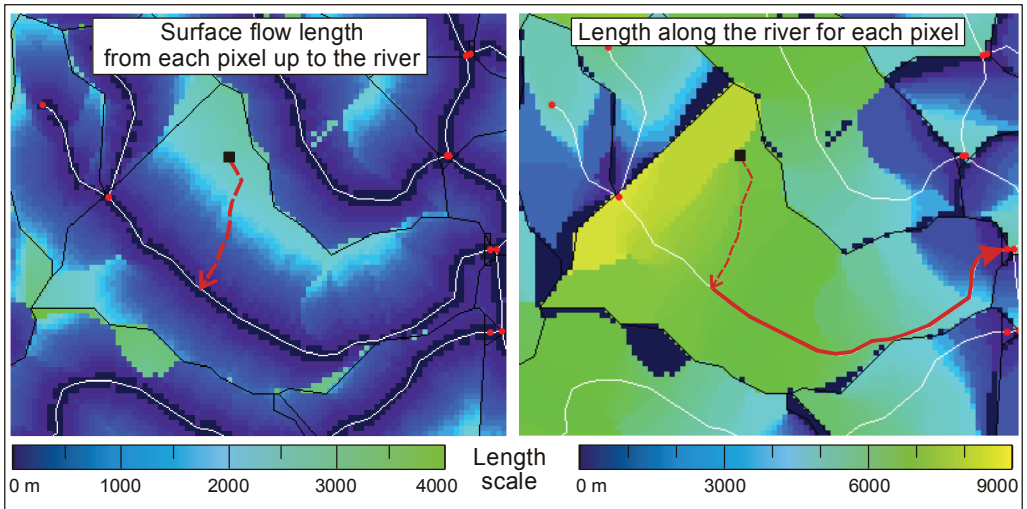 Surface flow length
from each pixel up to the river
Length along the river for each pixel
0 m 1000 2000 3000 4000
Length
scale
0 m 3000 6000 9000